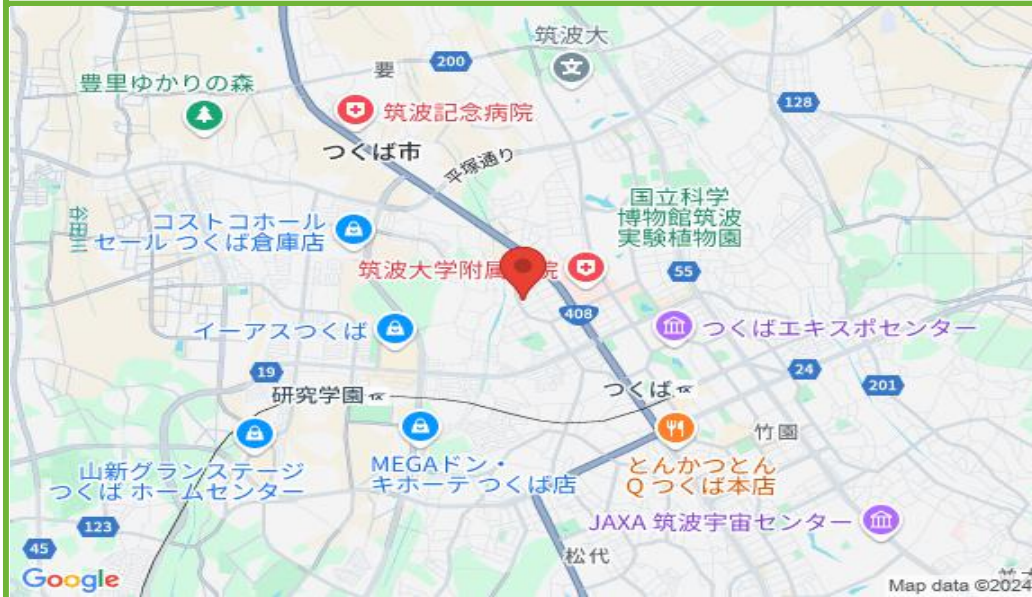 筑波大
要
200
豊里ゆかりの森
128
筑波記念病院
つくば市
平塚通り
国立科学
博物館筑波
実験植物園
谷田川
コストコホール
セール つくば倉庫店
筑波大学附属
院
55
408
イーアスつくば
つくばエキスポセンター
19
24
201
研究学園
つくば
竹園
山新グランステージ
つくば ホームセンター
MEGAドン・
キホーテ つくば店
とんかつとん
Q つくば本店
123
JAXA 筑波宇宙センター
45
松代
Google
Map data ©2024